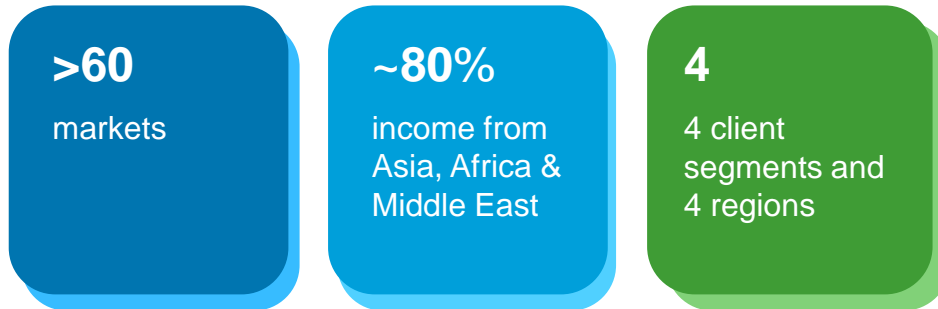 >60
markets
~80%
income from
Asia, Africa &
Middle East
4
4 client
segments and
4 regions